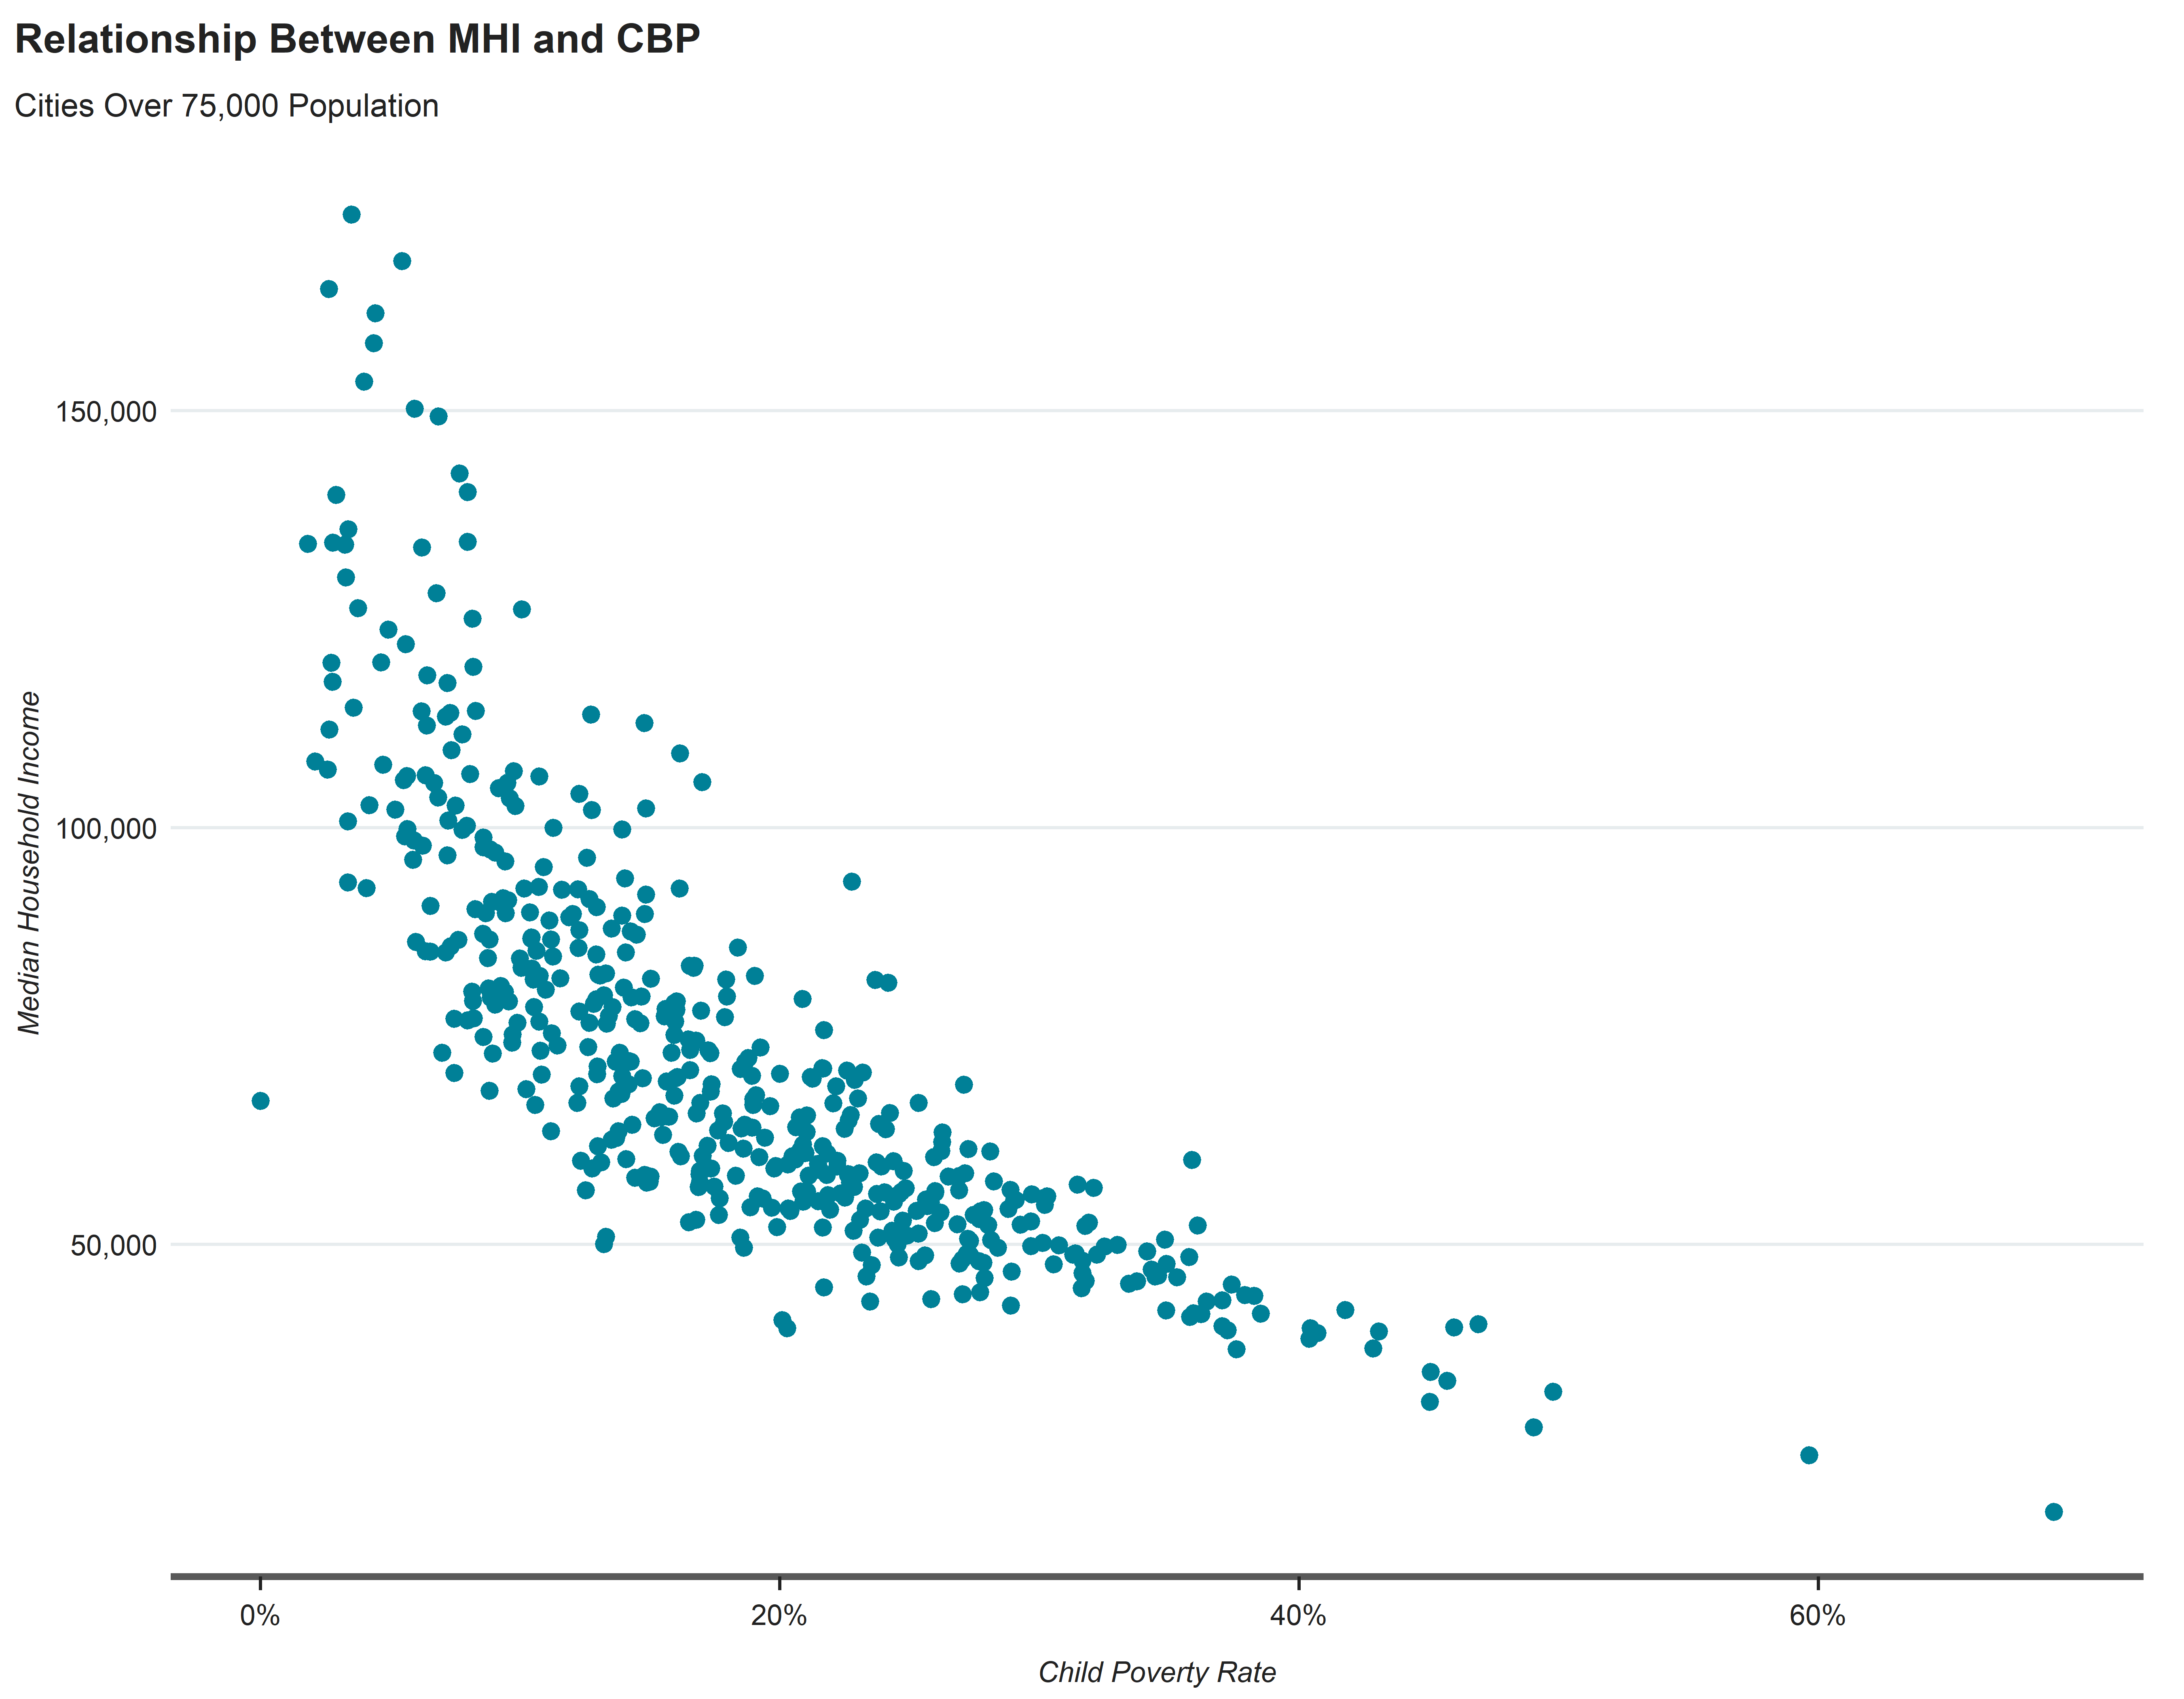 Relationship Between MHI and CBP
Cities Over 75,000 Population
150,000
100,000
50,000
Median Household Income
0%
20%
40%
60%
Child Poverty Rate